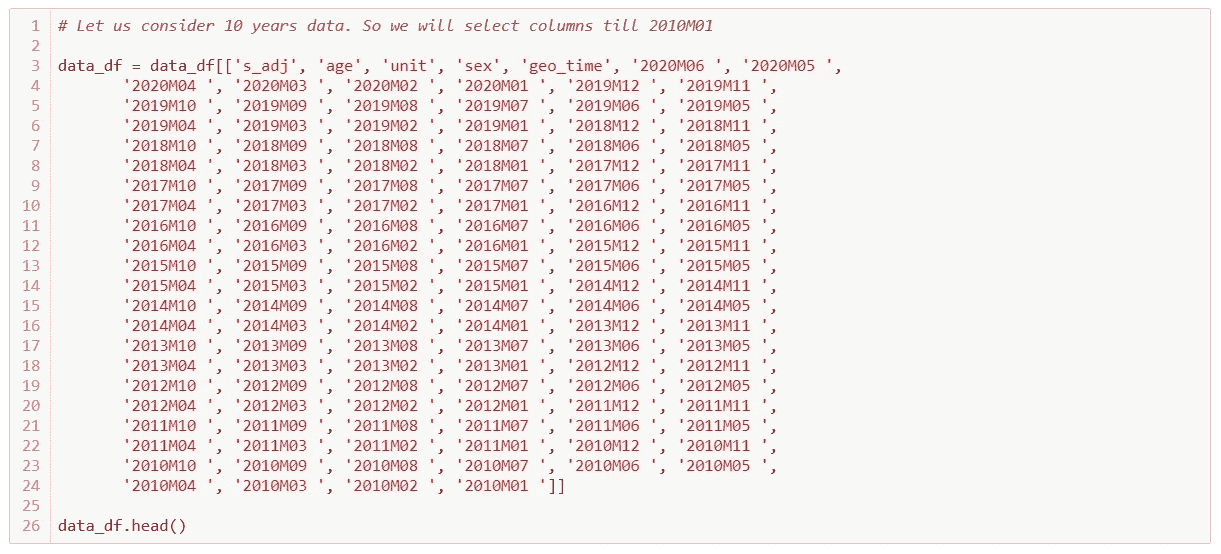 1 # Let us consider 10 years data. So we will select columns till 2010M01
2
3 data_df = data_df[['s_adj', 'age', 'unit', 'sex', 'geo_time', '2020M06 ', '2020M05 ',
4 '2020M04 ', '2020M03 ', '2020M02 ', '2020M01 ', '2019M12 ', '2019M11 ',
5 '2019M10 ', '2019M09 ', '2019M08 ', '2019M07 ', '2019M06 ', '2019M05 ',
6 '2019M04 ', '2019M03 ', '2019M02 ', '2019M01 ', '2018M12 ', '2018M11 ',
7 '2018M10 ', '2018M09 ', '2018M08 ', '2018M07 ', '2018M06 ', '2018M05 ',
8 '2018M04 ', '2018M03 ', '2018M02 ', '2018M01 ', '2017M12 ', '2017M11 ',
9 '2017M10 ', '2017M09 ', '2017M08 ', '2017M07 ', '2017M06 ', '2017M05 ',
10 '2017M04 ', '2017M03 ', '2017M02 ', '2017M01 ', '2016M12 ', '2016M11 ',
11 '2016M10 ', '2016M09 ', '2016M08 ', '2016M07 ', '2016M06 ', '2016M05 ',
12 '2016M04 ', '2016M03 ', '2016M02 ', '2016M01 ', '2015M12 ', '2015M11 ',
13 '2015M10 ', '2015M09 ', '2015M08 ', '2015M07 ', '2015M06 ', '2015M05 ',
14 '2015M04 ', '2015M03 ', '2015M02 ', '2015M01 ', '2014M12 ', '2014M11 ',
15 '2014M10 ', '2014M09 ', '2014M08 ', '2014M07 ', '2014M06 ', '2014M05 ',
16 '2014M04 ', '2014M03 ', '2014M02 ', '2014M01 ', '2013M12 ', '2013M11 ',
17 '2013M10 ', '2013M09 ', '2013M08 ', '2013M07 ', '2013M06 ', '2013M05 ',
18 '2013M04 ', '2013M03 ', '2013M02 ', '2013M01 ', '2012M12 ', '2012M11 ',
19 '2012M10 ', '2012M09 ', '2012M08 ', '2012M07 ', '2012M06 ', '2012M05 ',
20 '2012M04 ', '2012M03 ', '2012M02 ', '2012M01 ', '2011M12 ', '2011M11 ',
21 '2011M10 ', '2011M09 ', '2011M08 ', '2011M07 ', '2011M06 ', '2011M05 ',
22 '2011M04 ', '2011M03 ', '2011M02 ', '2011M01 ', '2010M12 ', '2010M11 ',
23 '2010M10 ', '2010M09 ', '2010M08 ', '2010M07 ', '2010M06 ', '2010M05 ',
24 '2010M04 ', '2010M03 ', '2010M02 ', '2010M01 ']]
25
26 data_df.head()